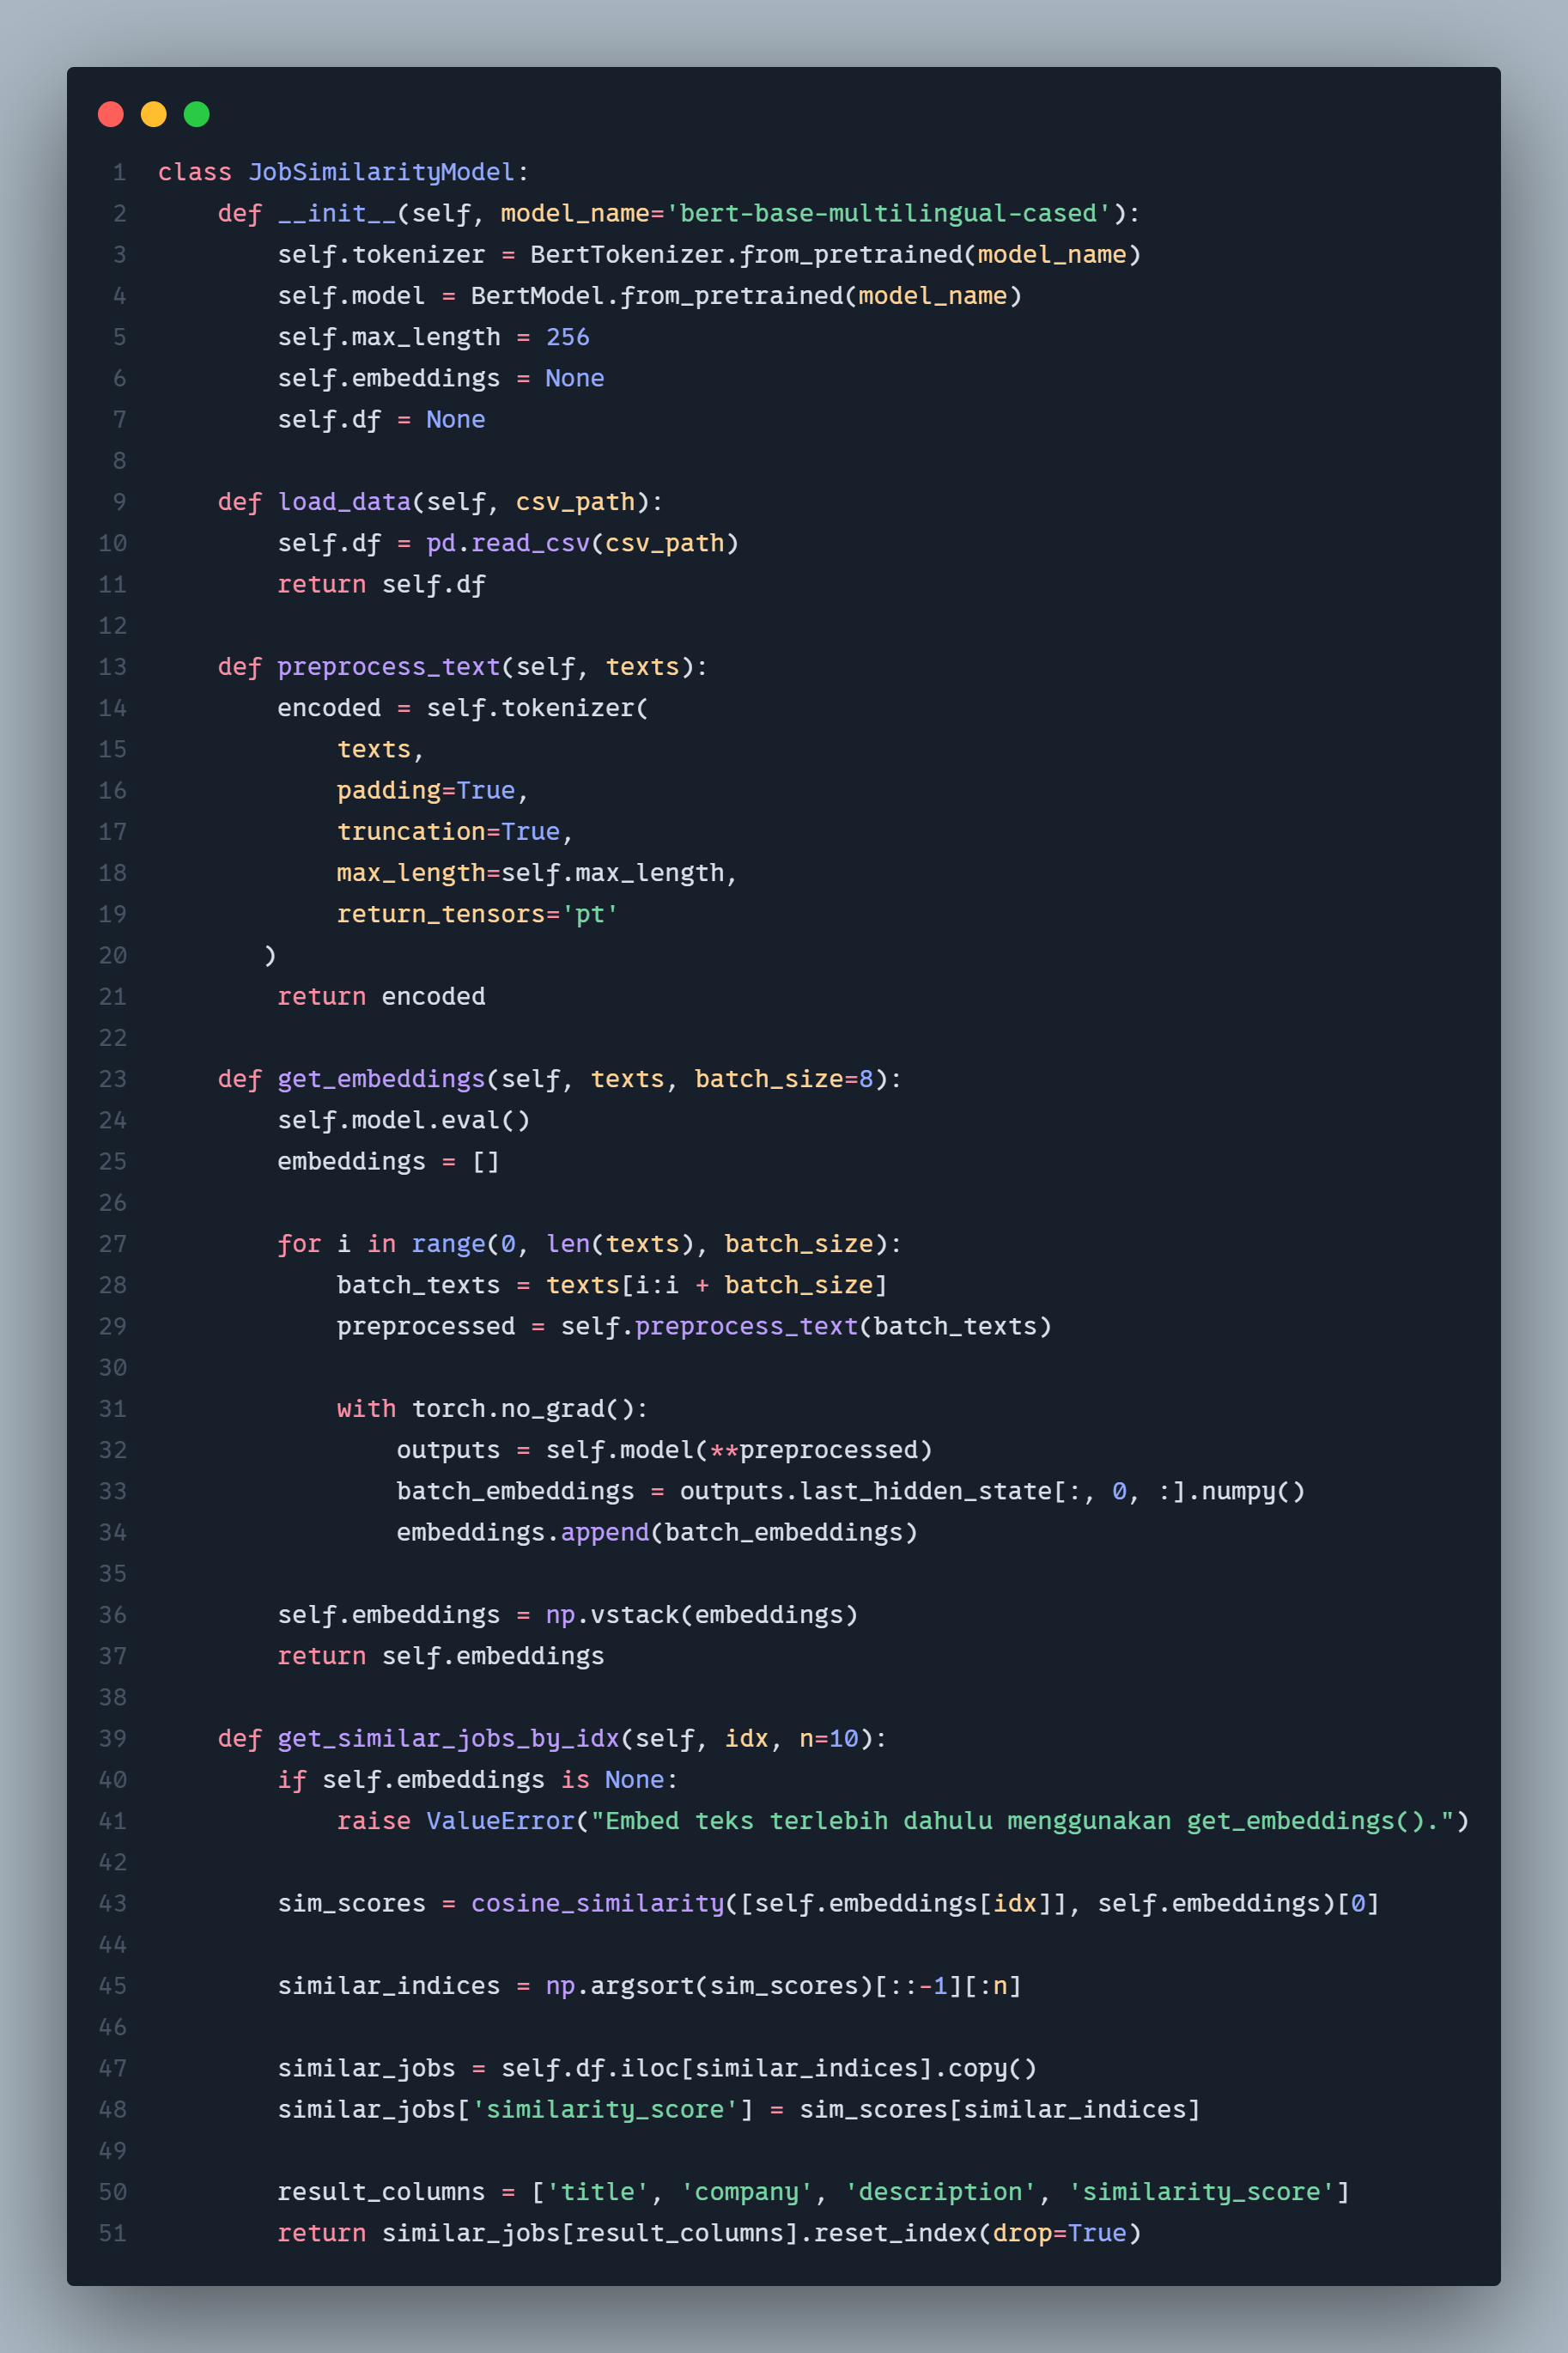 1 class JobSimilarityModel:
2     def __init__(self, model_name='bert-base-multilingual-cased'):
3         self.tokenizer = BertTokenizer.from_pretrained(model_name)
4         self.model = BertModel.from_pretrained(model_name)
5         self.max_length = 256
6         self.embeddings = None
7         self.df = None
8
9     def load_data(self, csv_path):
10         self.df = pd.read_csv(csv_path)
11         return self.df
12
13     def preprocess_text(self, texts):
14         encoded = self.tokenizer(
15             texts,
16             padding=True,
17             truncation=True,
18             max_length=self.max_length,
19             return_tensors='pt'
20        )
21         return encoded
22
23     def get_embeddings(self, texts, batch_size=8):
24         self.model.eval()
25         embeddings = []
26
27         for i in range(0, len(texts), batch_size):
28             batch_texts = texts[i:i + batch_size]
29             preprocessed = self.preprocess_text(batch_texts)
30
31             with torch.no_grad():
32                 outputs = self.model(**preprocessed)
33                 batch_embeddings = outputs.last_hidden_state[:, 0, :].numpy()
34                 embeddings.append(batch_embeddings)
35
36         self.embeddings = np.vstack(embeddings)
37         return self.embeddings
38
39     def get_similar_jobs_by_idx(self, idx, n=10):
40         if self.embeddings is None:
41             raise ValueError("Embed teks terlebih dahulu menggunakan get_embeddings().")
42
43         sim_scores = cosine_similarity([self.embeddings[idx]], self.embeddings)[0]
44
45         similar_indices = np.argsort(sim_scores)[::-1][:n]
46
47         similar_jobs = self.df.iloc[similar_indices].copy()
48         similar_jobs['similarity_score'] = sim_scores[similar_indices]
49
50         result_columns = ['title', 'company', 'description', 'similarity_score']
51         return similar_jobs[result_columns].reset_index(drop=True)